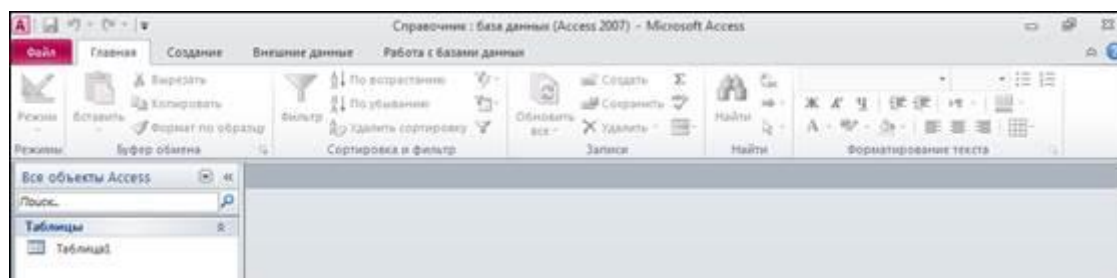 Справочник : база данных (Access 2007) - Microsoft Access
Файл Главная Создание Внешние данные Работа с базами данных
Режим
Вставить
Вырезать
Копировать
Формат по образцу
Фильтр
По возрастанию
По убыванию
Удалить сортировку
Обновить все
Создать
Сохранить
Удалить
Найти
Ж К Ч
А
Режимы Буфер обмена Сортировка и фильтр Записи Найти Форматирование текста
Все объекты Access
Поиск...
Таблицы
Таблица1